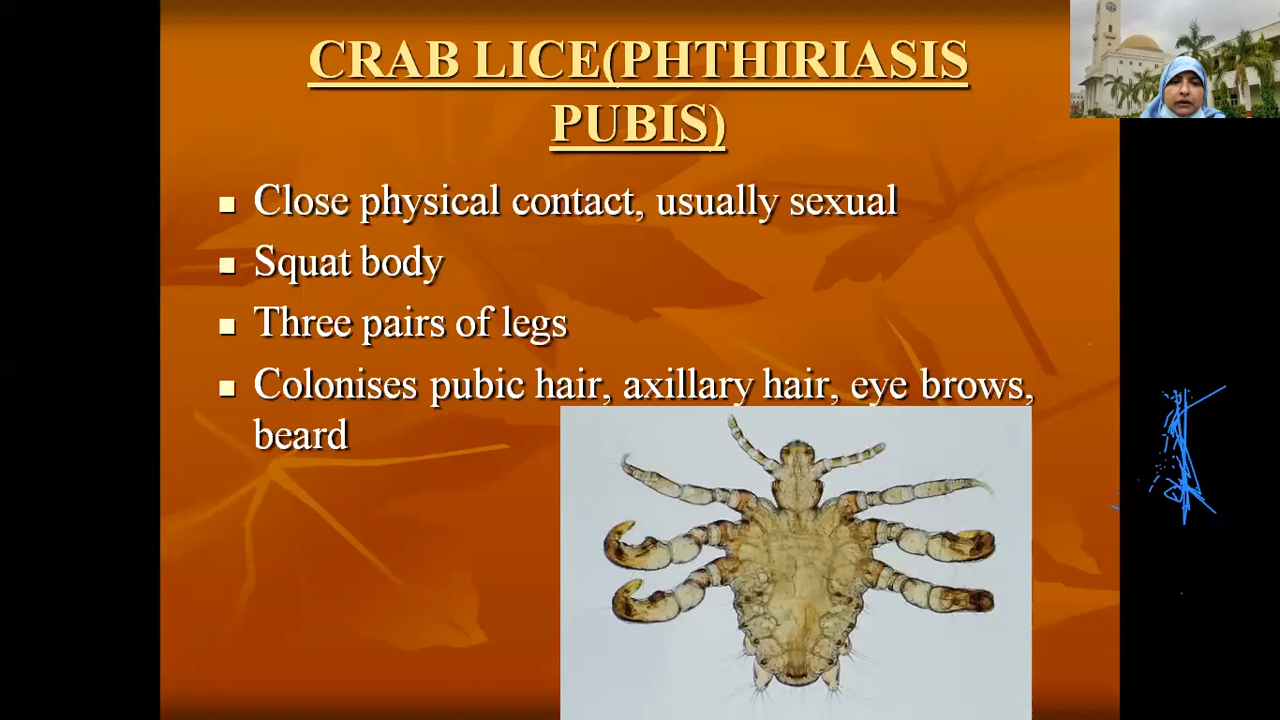 CRAB LICE(PHTHIRIASIS
PUBIS)
Close physical contact, usually sexual
Squat body
Three pairs of legs
Colonises pubic hair, axillary hair, eye brows,
beard